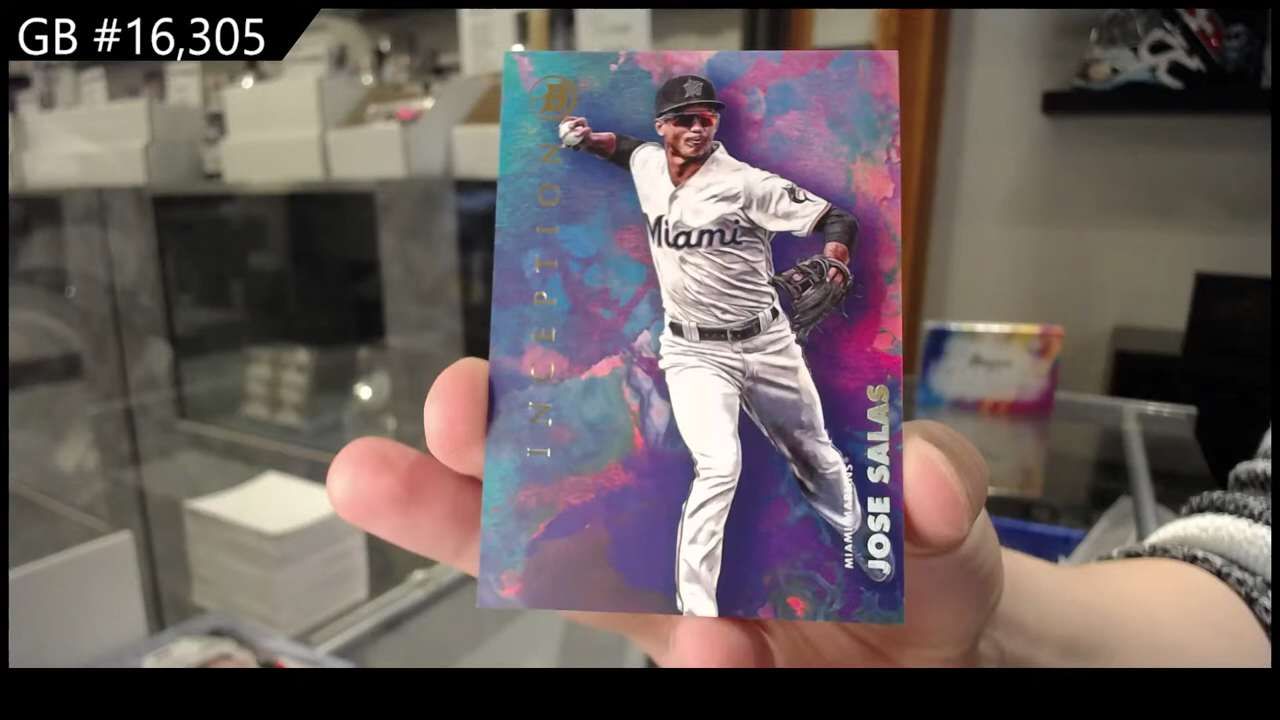 GB #16,305
INCEPTION
B
Miami
MIAMI MARLINS®
JOSE SALAS